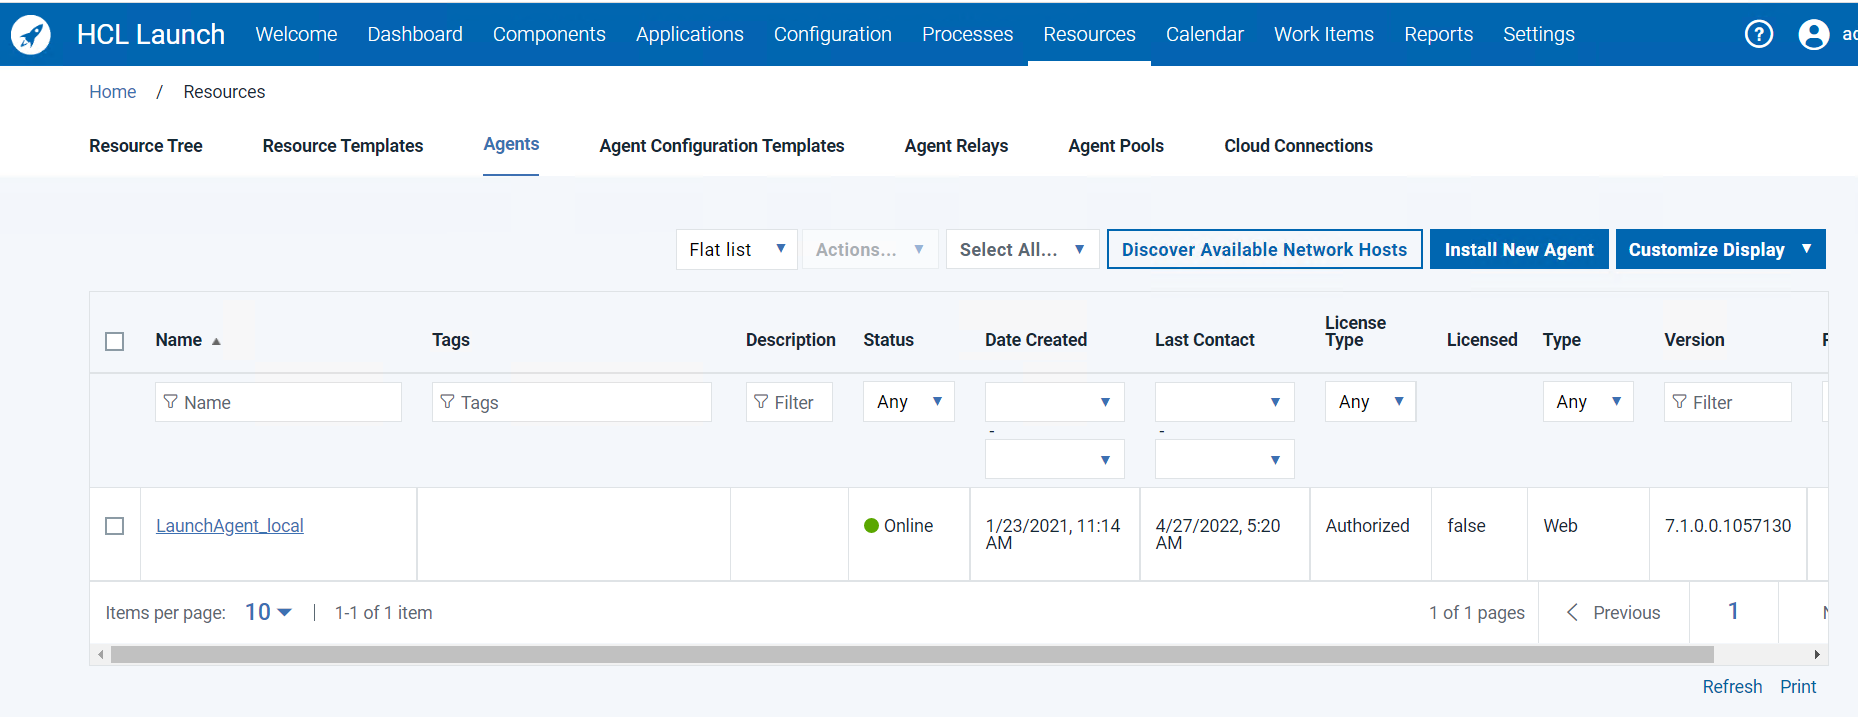 HCL Launch Welcome Dashboard Components Applications Configuration Processes Resources Calendar Work Items Reports Settings ?
Home / Resources
Resource Tree Resource Templates Agents Agent Configuration Templates Agent Relays Agent Pools Cloud Connections
Flat list Actions... Select All... Discover Available Network Hosts Install New Agent Customize Display
Name Tags Description Status Date Created Last Contact License Type Licensed Type Version
Name Tags Filter Any Any Any Filter
- -
LaunchAgent_local Online 1/23/2021, 11:14 AM 4/27/2022, 5:20 AM Authorized false Web 7.1.0.0.1057130
Items per page: 10 | 1-1 of 1 item 1 of 1 pages Previous 1
Refresh Print